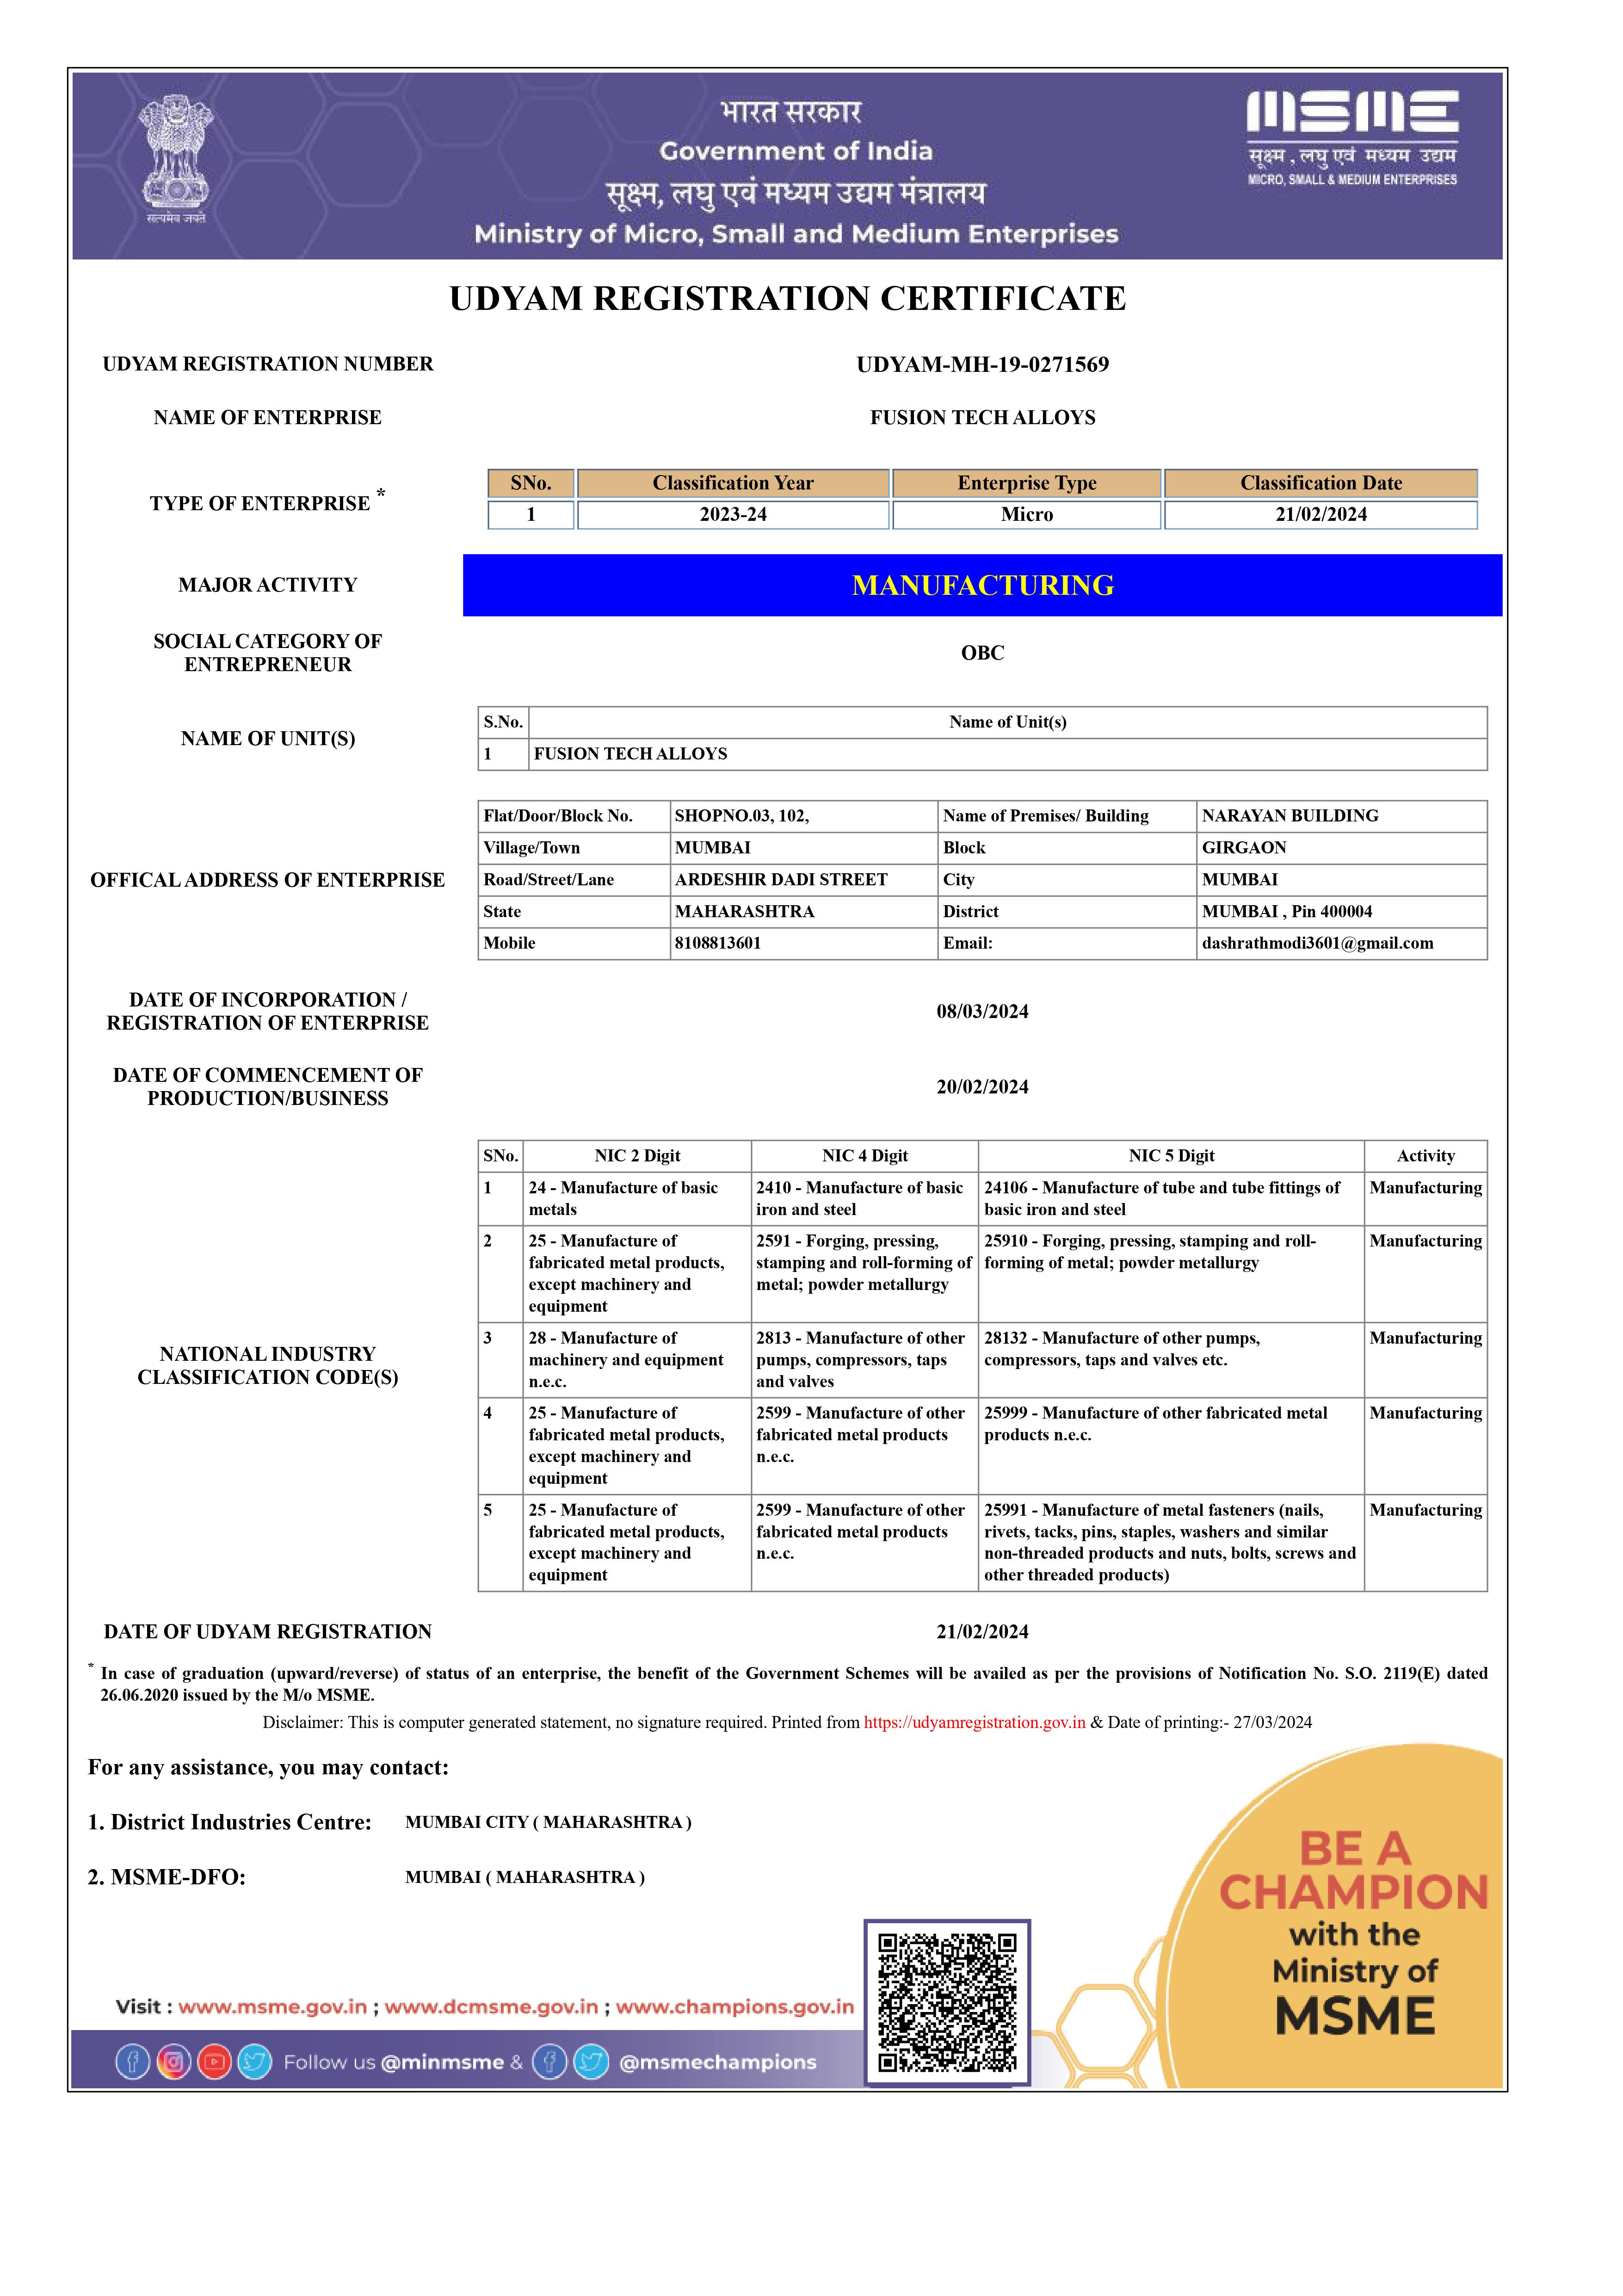 भारत सरकार
Government of India
सूक्ष्म, लघु एवं मध्यम उद्यम मंत्रालय
Ministry of Micro, Small and Medium Enterprises
सत्यमेव जयते
MSME
सूक्ष्म , लघु एवं मध्यम उद्यम
MICRO, SMALL & MEDIUM ENTERPRISES
UDYAM REGISTRATION CERTIFICATE
UDYAM REGISTRATION NUMBER UDYAM-MH-19-0271569
NAME OF ENTERPRISE FUSION TECH ALLOYS
TYPE OF ENTERPRISE *
SNo. Classification Year Enterprise Type Classification Date
1 2023-24 Micro 21/02/2024
MAJOR ACTIVITY MANUFACTURING
SOCIAL CATEGORY OF
ENTREPRENEUR
OBC
NAME OF UNIT(S)
S.No. Name of Unit(s)
1 FUSION TECH ALLOYS
OFFICAL ADDRESS OF ENTERPRISE
Flat/Door/Block No. SHOPNO.03, 102, Name of Premises/ Building NARAYAN BUILDING
Village/Town MUMBAI Block GIRGAON
Road/Street/Lane ARDESHIR DADI STREET City MUMBAI
State MAHARASHTRA District MUMBAI , Pin 400004
Mobile 8108813601 Email: dashrathmodi3601@gmail.com
DATE OF INCORPORATION /
REGISTRATION OF ENTERPRISE
08/03/2024
DATE OF COMMENCEMENT OF
PRODUCTION/BUSINESS
20/02/2024
NATIONAL INDUSTRY
CLASSIFICATION CODE(S)
SNo. NIC 2 Digit NIC 4 Digit NIC 5 Digit Activity
1 24 - Manufacture of basic 2410 - Manufacture of basic 24106 - Manufacture of tube and tube fittings of Manufacturing
metals iron and steel basic iron and steel
2 25 - Manufacture of 2591 - Forging, pressing, 25910 - Forging, pressing, stamping and roll- Manufacturing
fabricated metal products, stamping and roll-forming of forming of metal; powder metallurgy
except machinery and metal; powder metallurgy
equipment
3 28 - Manufacture of 2813 - Manufacture of other 28132 - Manufacture of other pumps, Manufacturing
machinery and equipment pumps, compressors, taps compressors, taps and valves etc.
n.e.c. and valves
4 25 - Manufacture of 2599 - Manufacture of other 25999 - Manufacture of other fabricated metal Manufacturing
fabricated metal products, fabricated metal products products n.e.c.
except machinery and n.e.c.
equipment
5 25 - Manufacture of 2599 - Manufacture of other 25991 - Manufacture of metal fasteners (nails, Manufacturing
fabricated metal products, fabricated metal products rivets, tacks, pins, staples, washers and similar
except machinery and n.e.c. non-threaded products and nuts, bolts, screws and
equipment other threaded products)
DATE OF UDYAM REGISTRATION 21/02/2024
* In case of graduation (upward/reverse) of status of an enterprise, the benefit of the Government Schemes will be availed as per the provisions of Notification No. S.O. 2119(E) dated
26.06.2020 issued by the M/o MSME.
Disclaimer: This is computer generated statement, no signature required. Printed from https://udyamregistration.gov.in & Date of printing:- 27/03/2024
For any assistance, you may contact:
1. District Industries Centre: MUMBAI CITY ( MAHARASHTRA )
2. MSME-DFO: MUMBAI ( MAHARASHTRA )
BE A
CHAMPION
with the
Ministry of
MSME
Visit : www.msme.gov.in ; www.dcmsme.gov.in ; www.champions.gov.in
Follow us @minmsme & @msmechampions